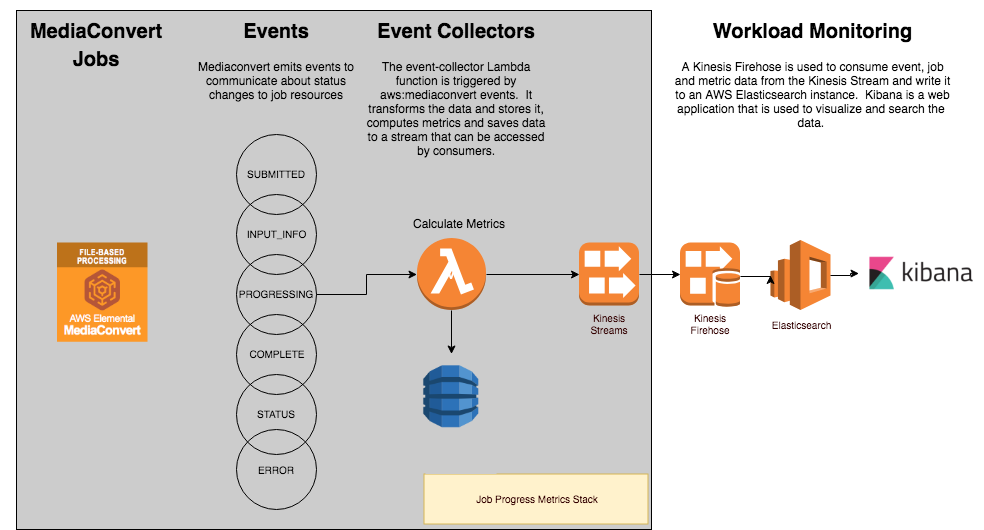 MediaConvert
Jobs
Events
Mediaconvert emits events to
communicate about status
changes to job resources
Event Collectors
The event-collector Lambda
function is triggered by
aws:mediaconvert events. It
transforms the data and stores it,
computes metrics and saves data
to a stream that can be accessed
by consumers.
Workload Monitoring
A Kinesis Firehose is used to consume event, job
and metric data from the Kinesis Stream and write it
to an AWS Elasticsearch instance. Kibana is a web
application that is used to visualize and search the
data.
SUBMITTED
INPUT_INFO
PROGRESSING
COMPLETE
STATUS
ERROR
FILE-BASED
PROCESSING
AWS Elemental
MediaConvert
Calculate Metrics
Kinesis
Streams
Kinesis
Firehose
Elasticsearch
kibana
Job Progress Metrics Stack